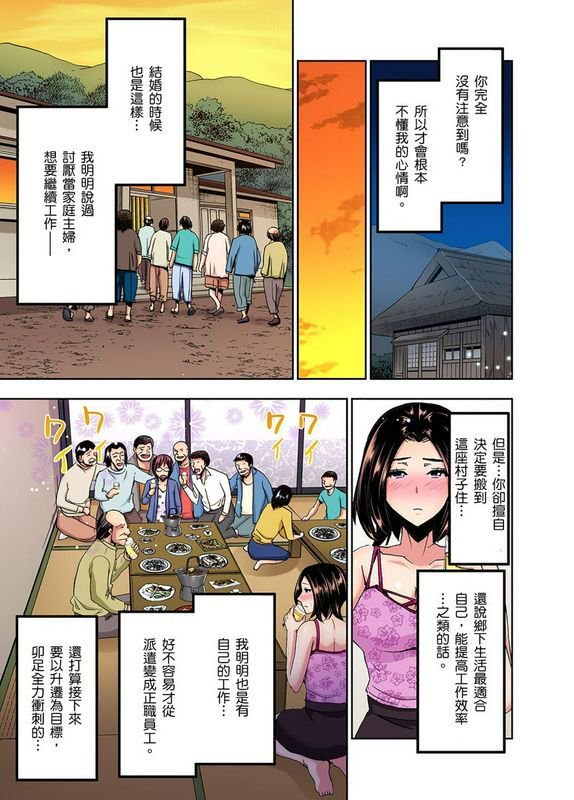 你完全
沒有注意到嗎？
所以才會根本
不懂我的心情啊。
結婚的時候
也是這樣…
我明明說過
討厭當家庭主婦，
想要繼續工作——
但是…你卻擅自
決定要搬到
這座村子住…
還說鄉下生活最適合
自己，能提高工作效率
…之類的話。
ワイ
ワイ
我明明也是有
自己的工作…
好不容易才從
派遣變成正職員工。
還打算接下來
要以升遷為目標，
卯足全力衝刺的…